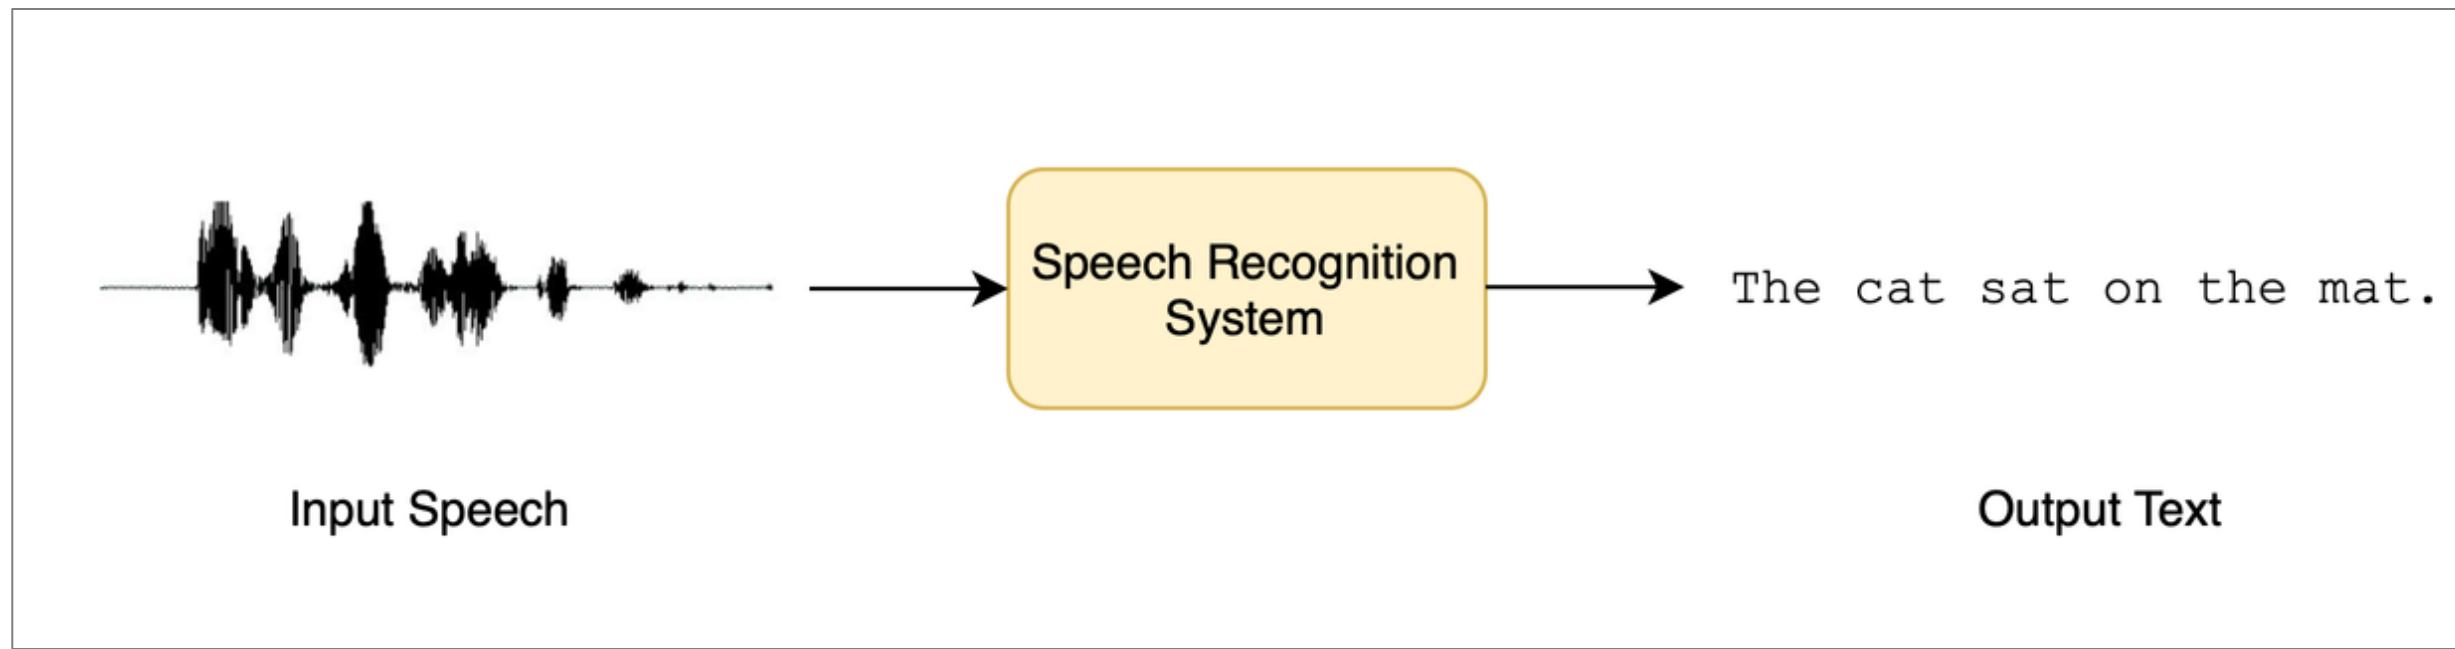 Speech Recognition
System
The cat sat on the mat.
Input Speech
Output Text